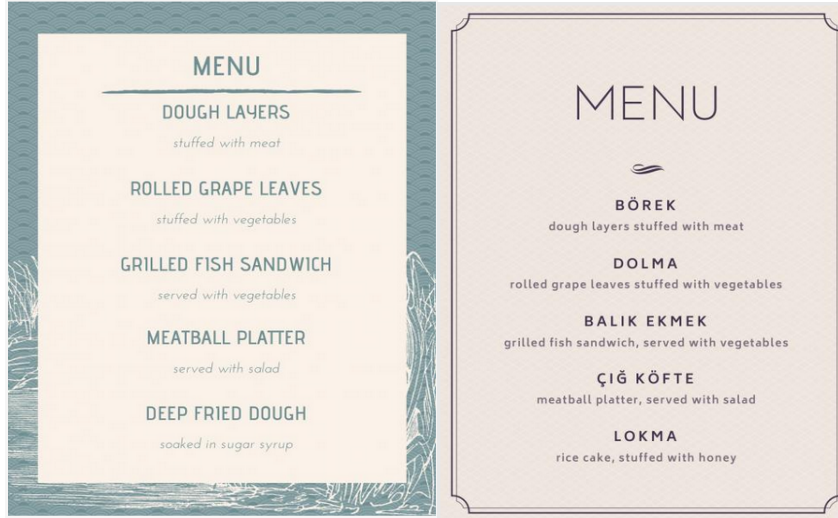 MENU
DOUGH LAYERS
stuffed with meat
ROLLED GRAPE LEAVES
stuffed with vegetables
GRILLED FISH SANDWICH
served with vegetables
MEATBALL PLATTER
served with salad
DEEP FRIED DOUGH
soaked in sugar syrup
MENU
BÖREK
dough layers stuffed with meat
DOLMA
rolled grape leaves stuffed with vegetables
BALIK EKMEK
grilled fish sandwich, served with vegetables
ÇIĞ KÖFTE
meatball platter, served with salad
LOKMA
rice cake, stuffed with honey